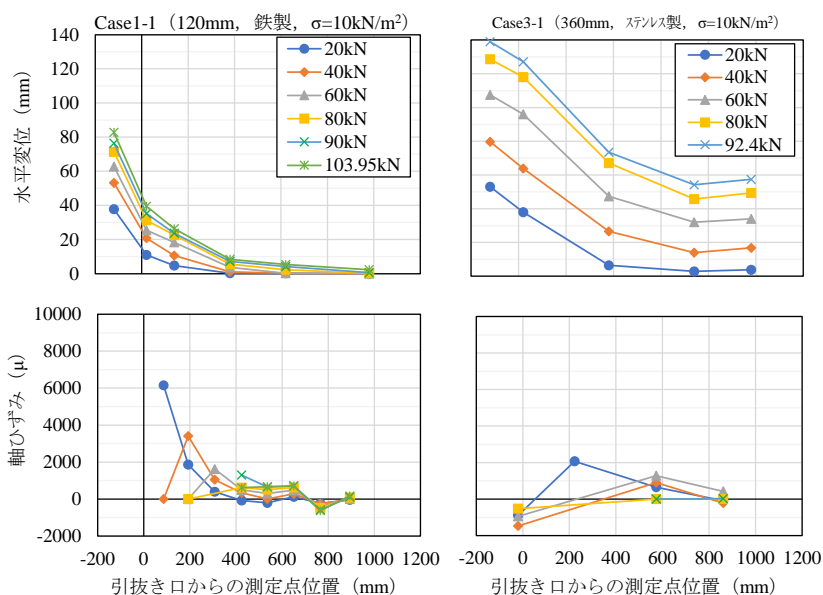 Case1-1（120mm，鉄製，σ=10kN/m²）
Case3-1（360mm，ステンレス製，σ=10kN/m²）
水平変位（mm）
140
120
100
80
60
40
20
0
20kN
40kN
60kN
80kN
90kN
103.95kN
20kN
40kN
60kN
80kN
92.4kN
軸ひずみ（μ）
10000
8000
6000
4000
2000
0
-2000
-200 0 200 400 600 800 1000 1200
-200 0 200 400 600 800 1000 1200
引抜き口からの測定点位置（mm）
引抜き口からの測定点位置（mm）